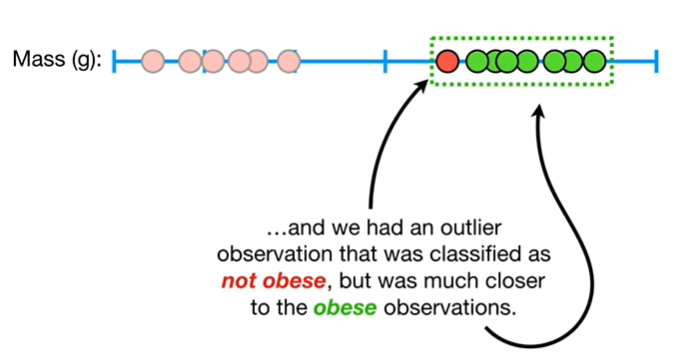 Mass (g):
...and we had an outlier
observation that was classified as
not obese, but was much closer
to the obese observations.